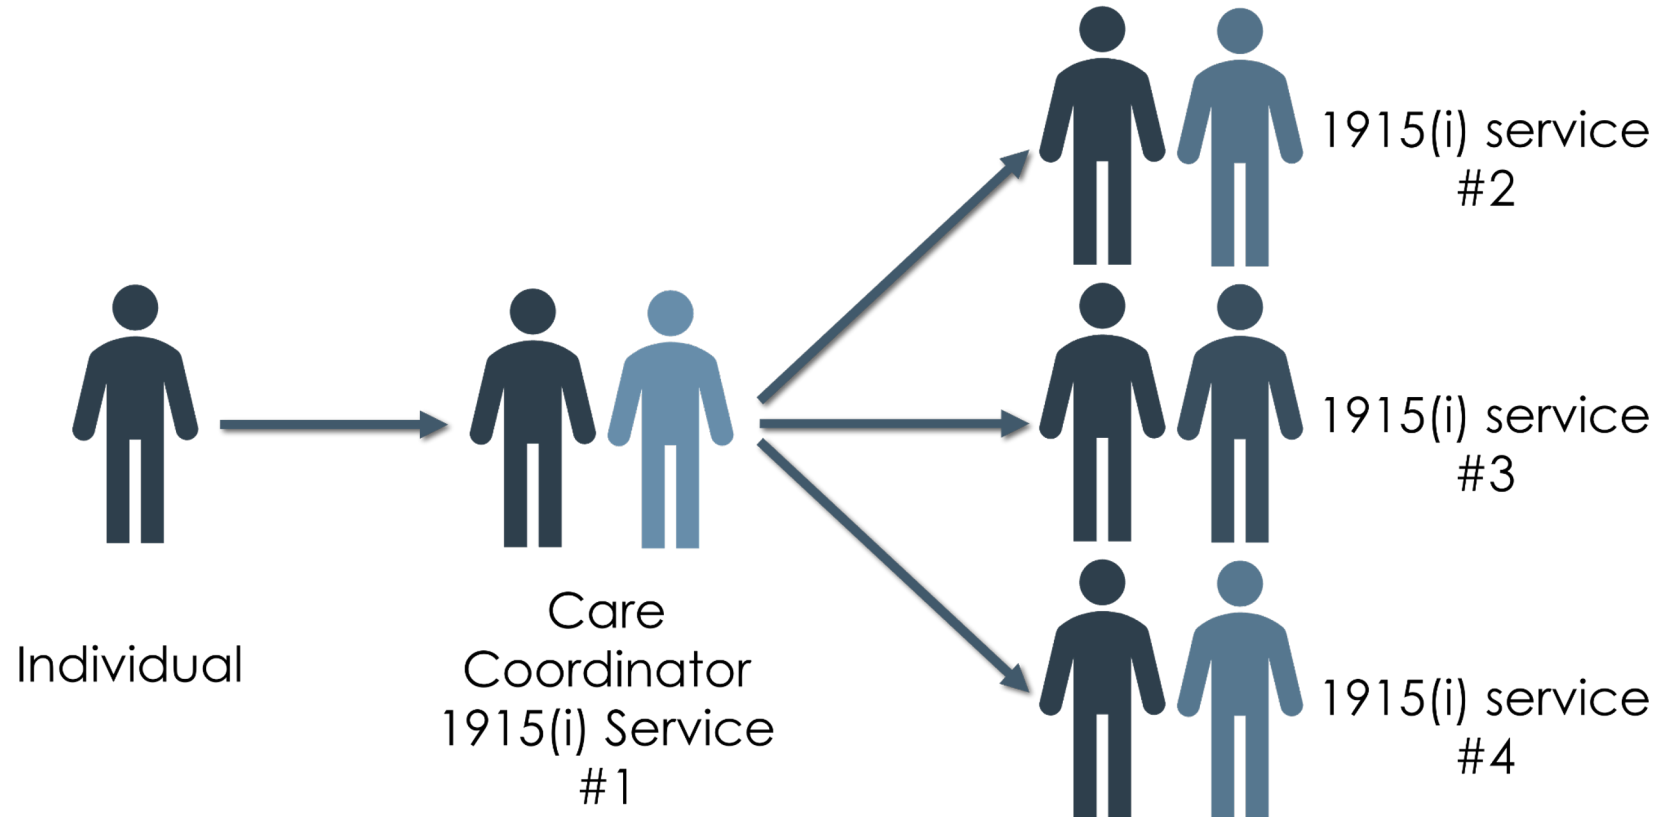 Individual
Care
Coordinator
1915(i) Service
#1
1915(i) service
#2
1915(i) service
#3
1915(i) service
#4